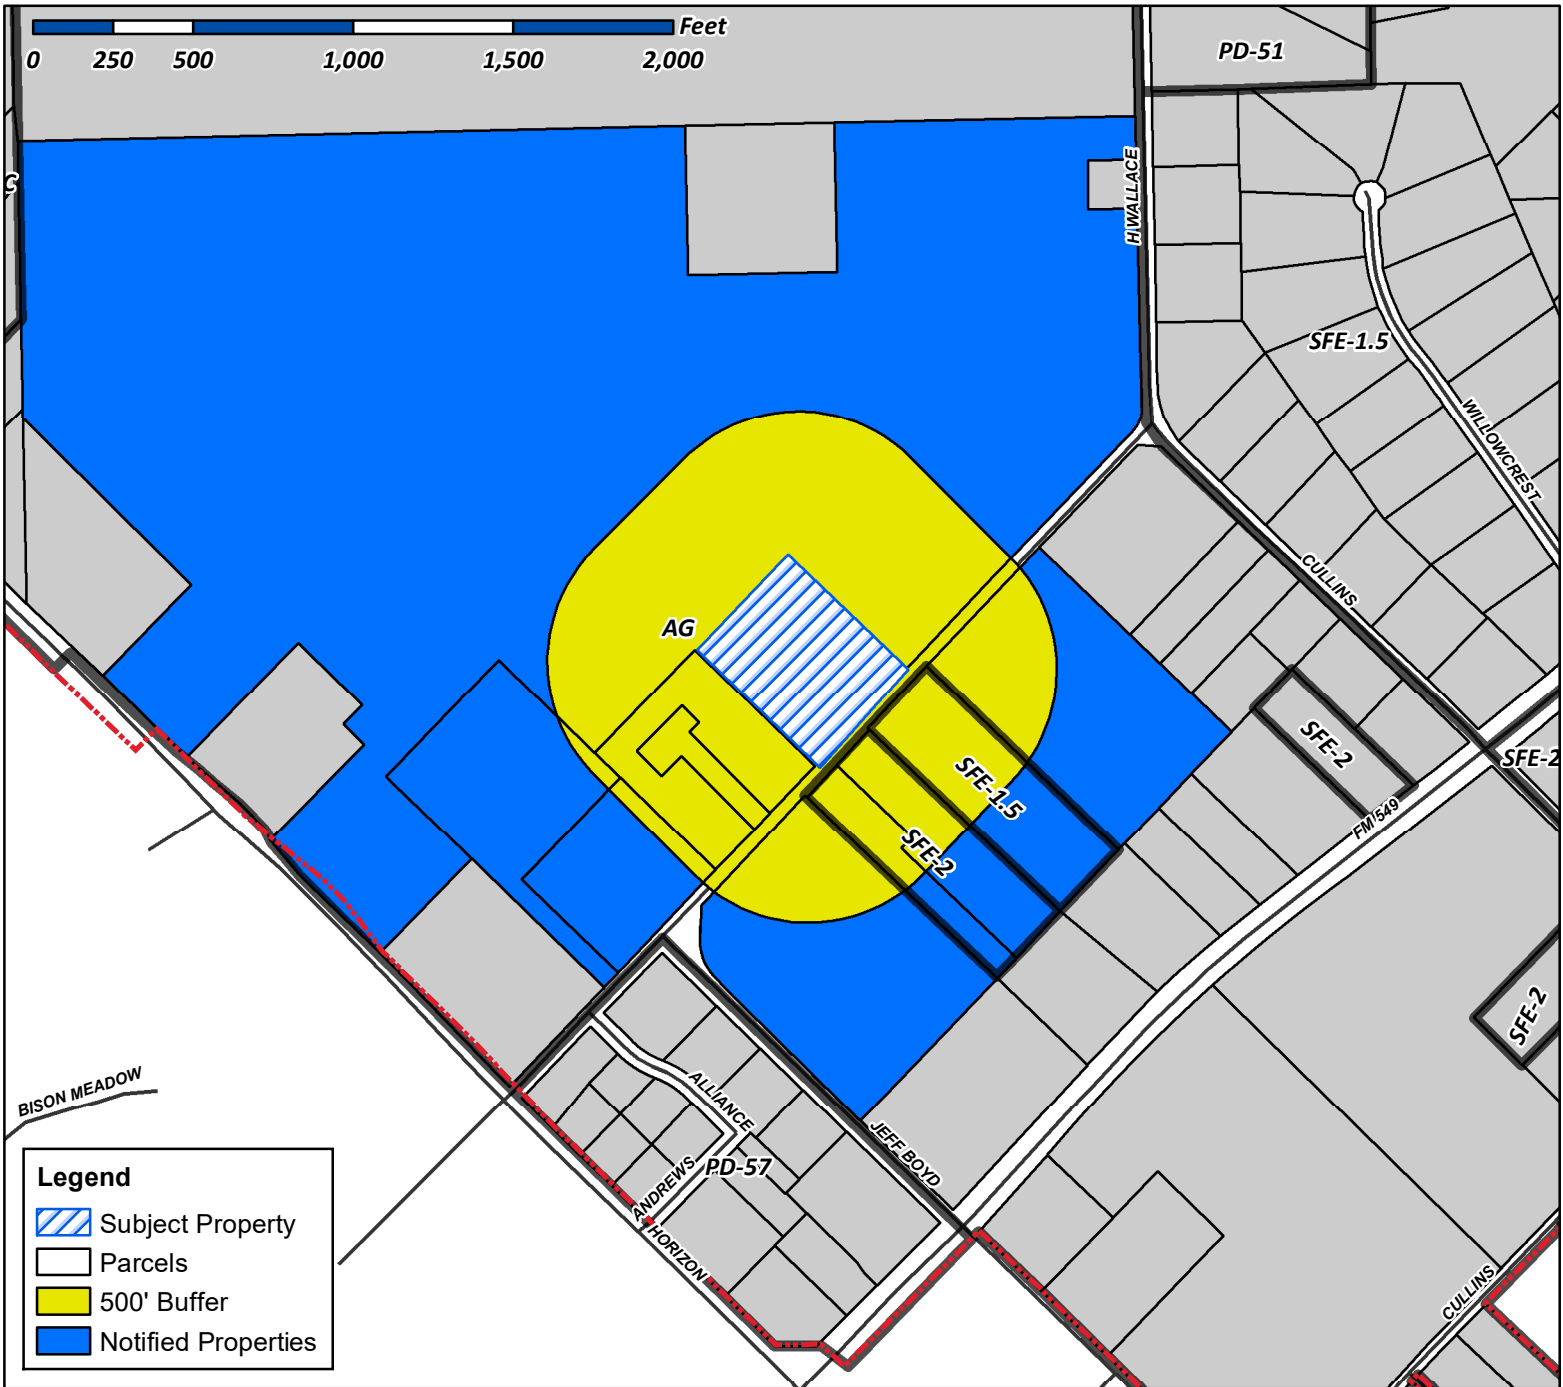 Feet
0 250 500 1,000 1,500 2,000
PD-51
C
H WALLACE
SFE-1.5
WILLOWCREST
CULLINS
AG
SFE-2
SFE-2
SFE-1.5
FM 549
SFE-2
SFE-2
BISON MEADOW
ALLIANCE
JEFF BOYD
PD-57
ANDREWS
HORIZON
CULLINS
Legend
Subject Property
Parcels
500' Buffer
Notified Properties